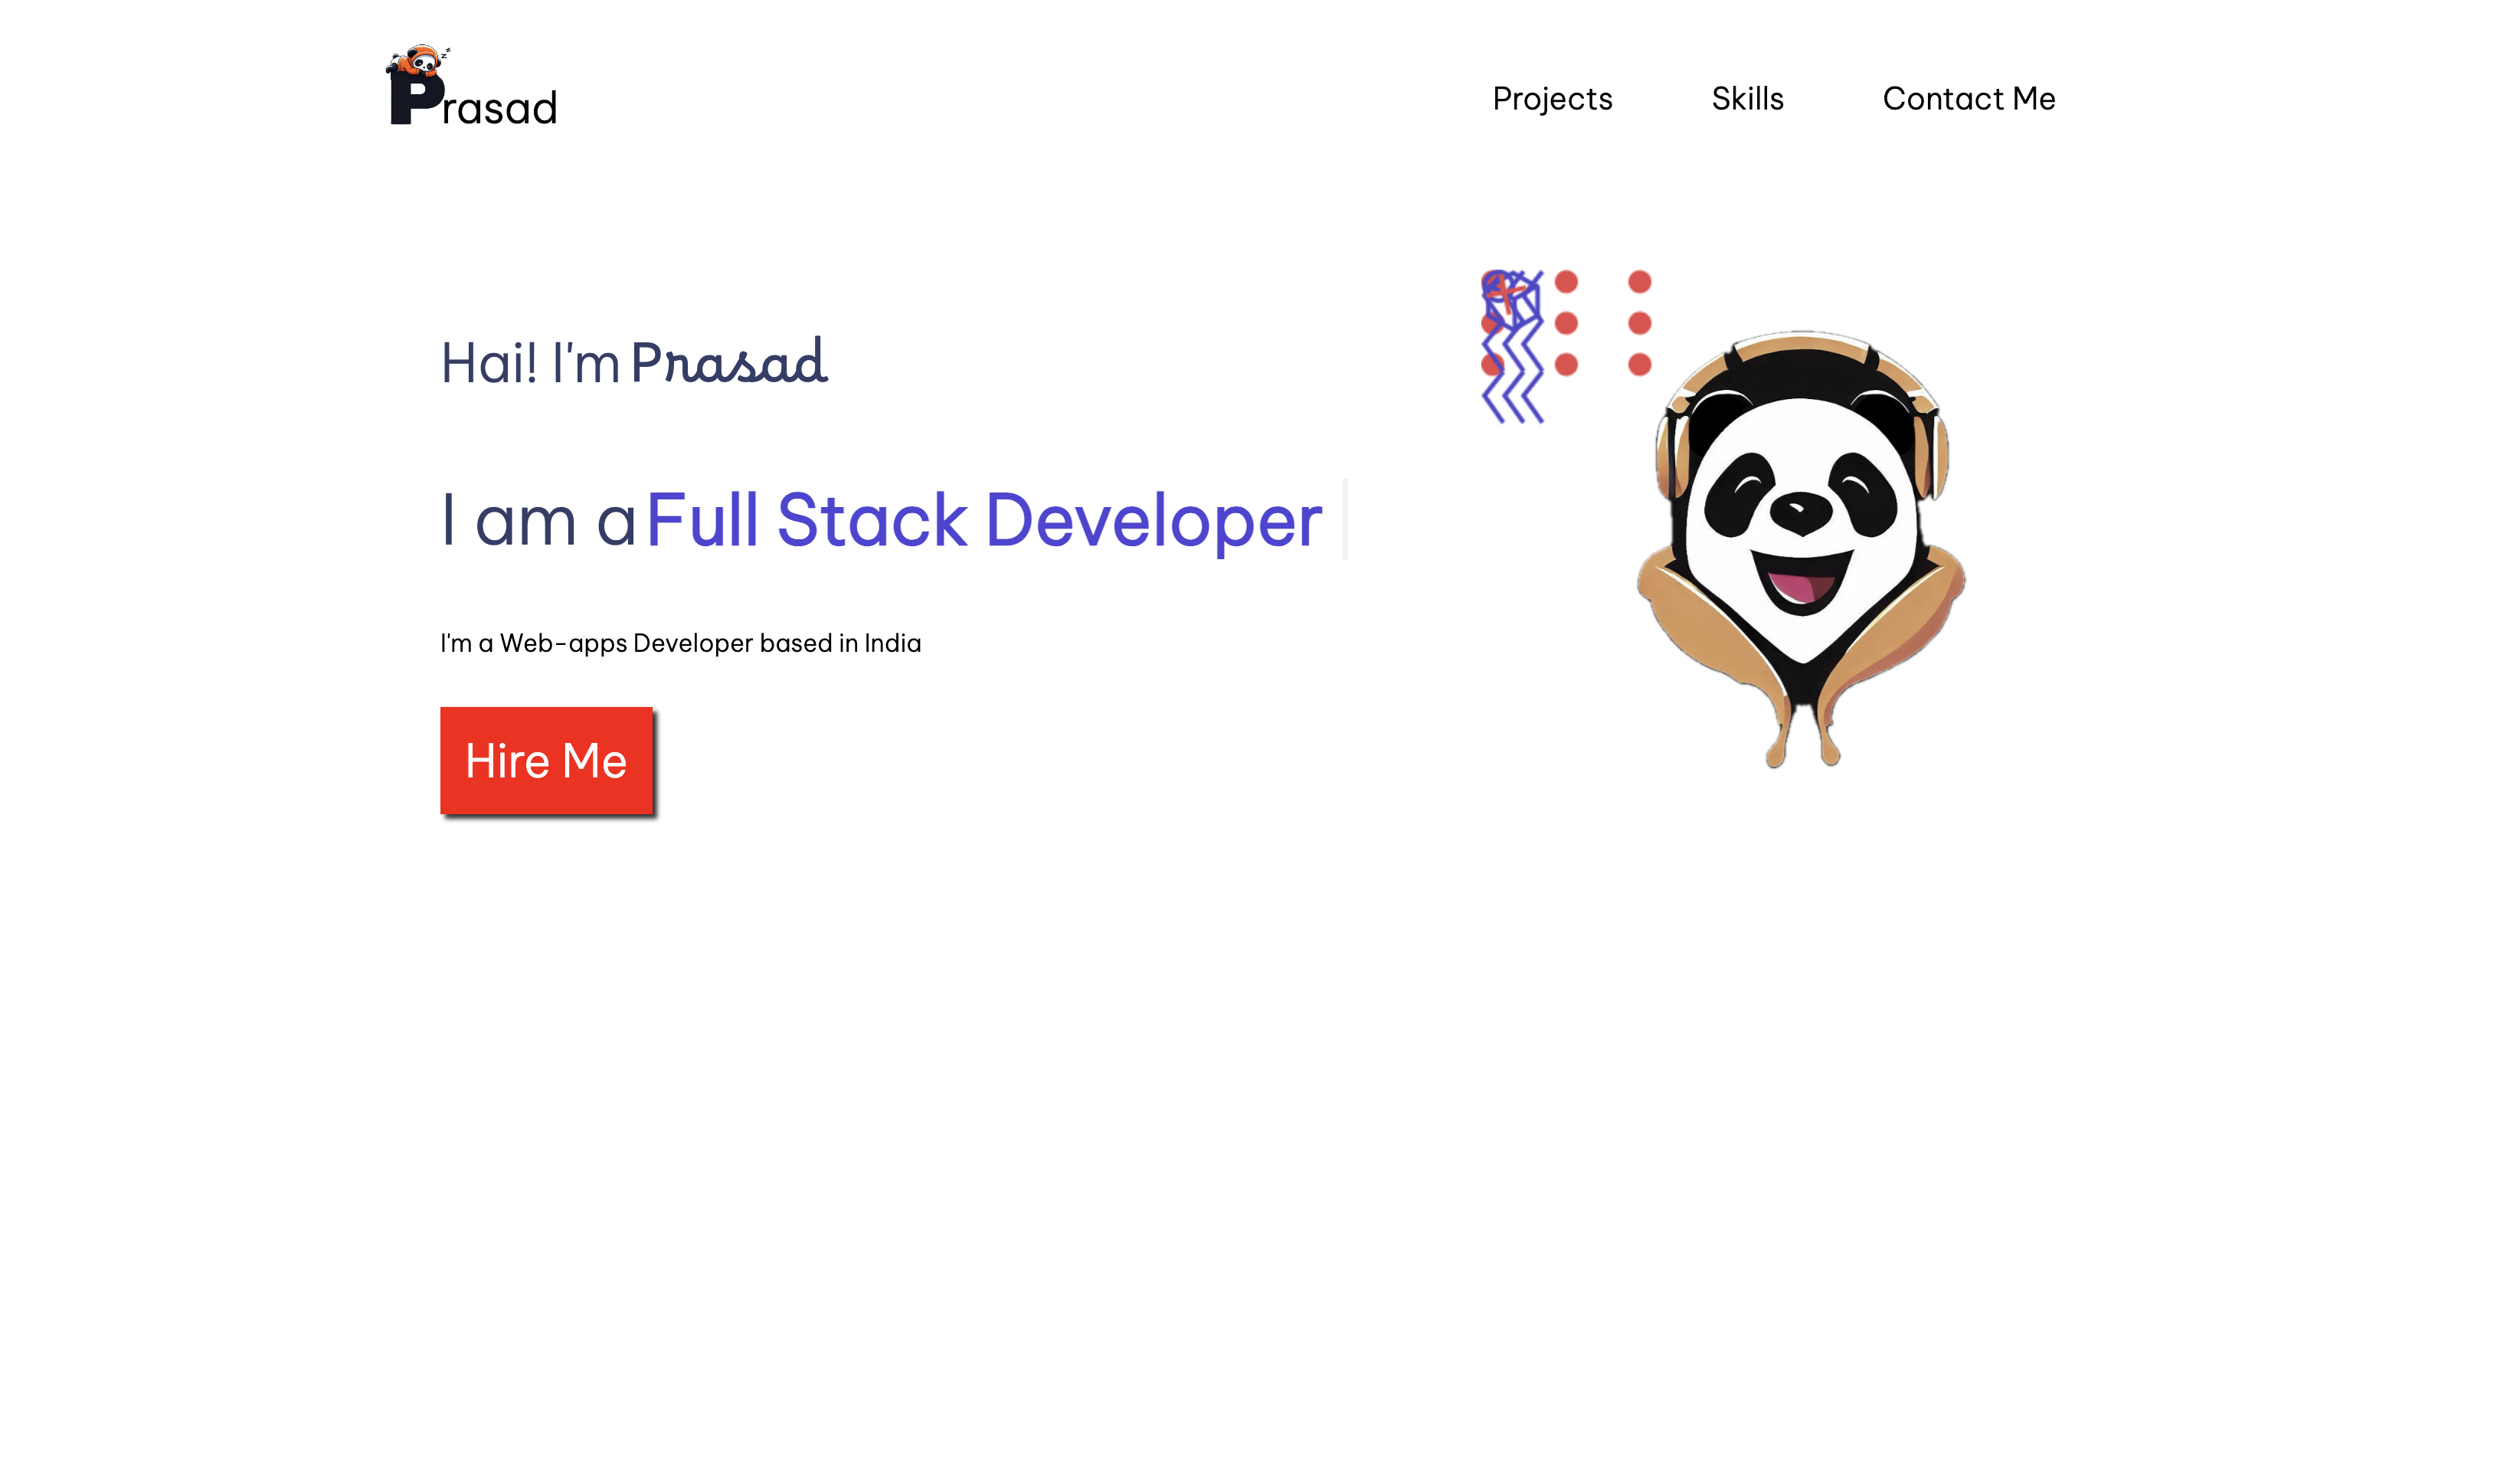 Prasad
Projects Skills Contact Me
Hai! I'm Prasad
I am a Full Stack Developer
I'm a Web-apps Developer based in India
Hire Me